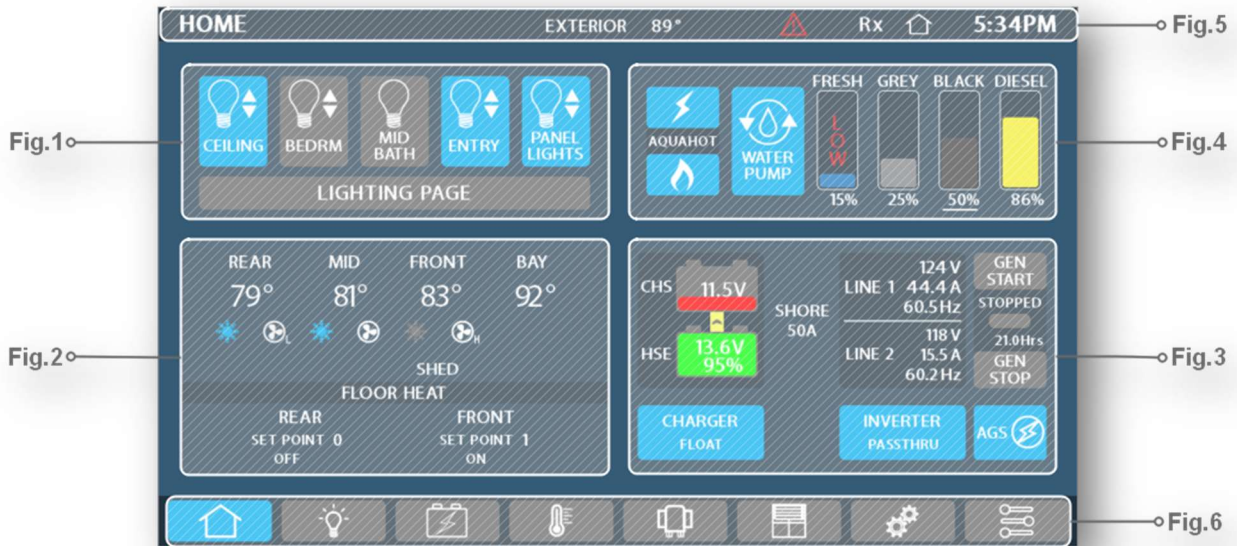 HOME EXTERIOR 89° Rx 5:34PM
Fig.5
Fig.1
CEILING
BEDRM
MID
BATH
ENTRY
PANEL
LIGHTS
LIGHTING PAGE
AQUAHOT
WATER
PUMP
FRESH GREY BLACK DIESEL
LOW
15% 25% 50% 86%
Fig.4
Fig.2
REAR MID FRONT BAY
79° 81° 83° 92°
L H
SHED
FLOOR HEAT
REAR FRONT
SET POINT 0 SET POINT 1
OFF ON
CHS 11.5V
HSE 13.6V
95%
SHORE
50A
124 V
LINE 1 44.4 A
60.5Hz
118 V
LINE 2 15.5 A
60.2Hz
GEN
START
STOPPED
21.0Hrs
GEN
STOP
CHARGER
FLOAT
INVERTER
PASSTHRU
AGS
Fig.3
Fig.6